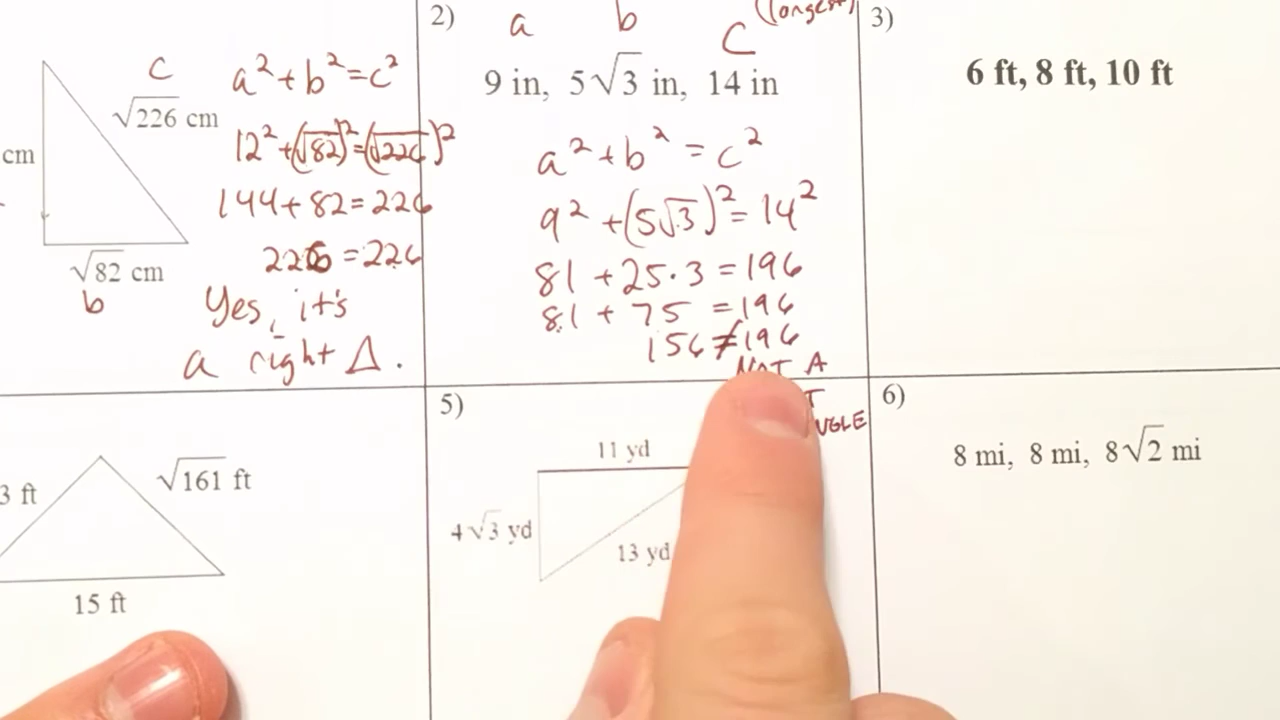 c
√226 cm
cm
√82 cm
b
a² + b² = c²
12² + (√82)² = (√226)²
144 + 82 = 226
226 = 226
Yes, it's
a right Δ.
2)
a b c (longest)
9 in, 5√3 in, 14 in
a² + b² = c²
9² + (5√3)² = 14²
81 + 25·3 = 196
81 + 75 = 196
156 ≠ 196
NOT A
3)
6 ft, 8 ft, 10 ft
3 ft
√161 ft
15 ft
5)
11 yd
4√3 yd
13 yd
6)
8 mi, 8 mi, 8√2 mi